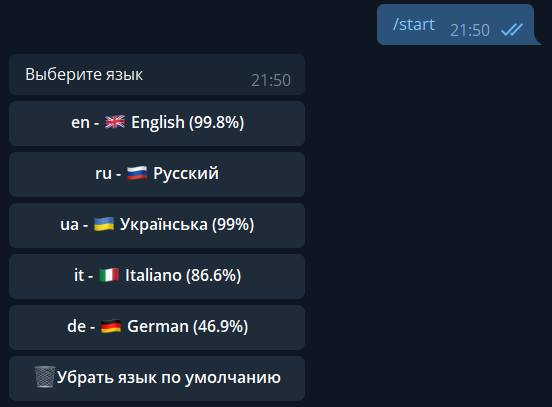 /start 21:50
Выберите язык 21:50
en - 🇬🇧 English (99.8%)
ru - 🇷🇺 Русский
ua - 🇺🇦 Українська (99%)
it - 🇮🇹 Italiano (86.6%)
de - 🇩🇪 German (46.9%)
🗑Убрать язык по умолчанию